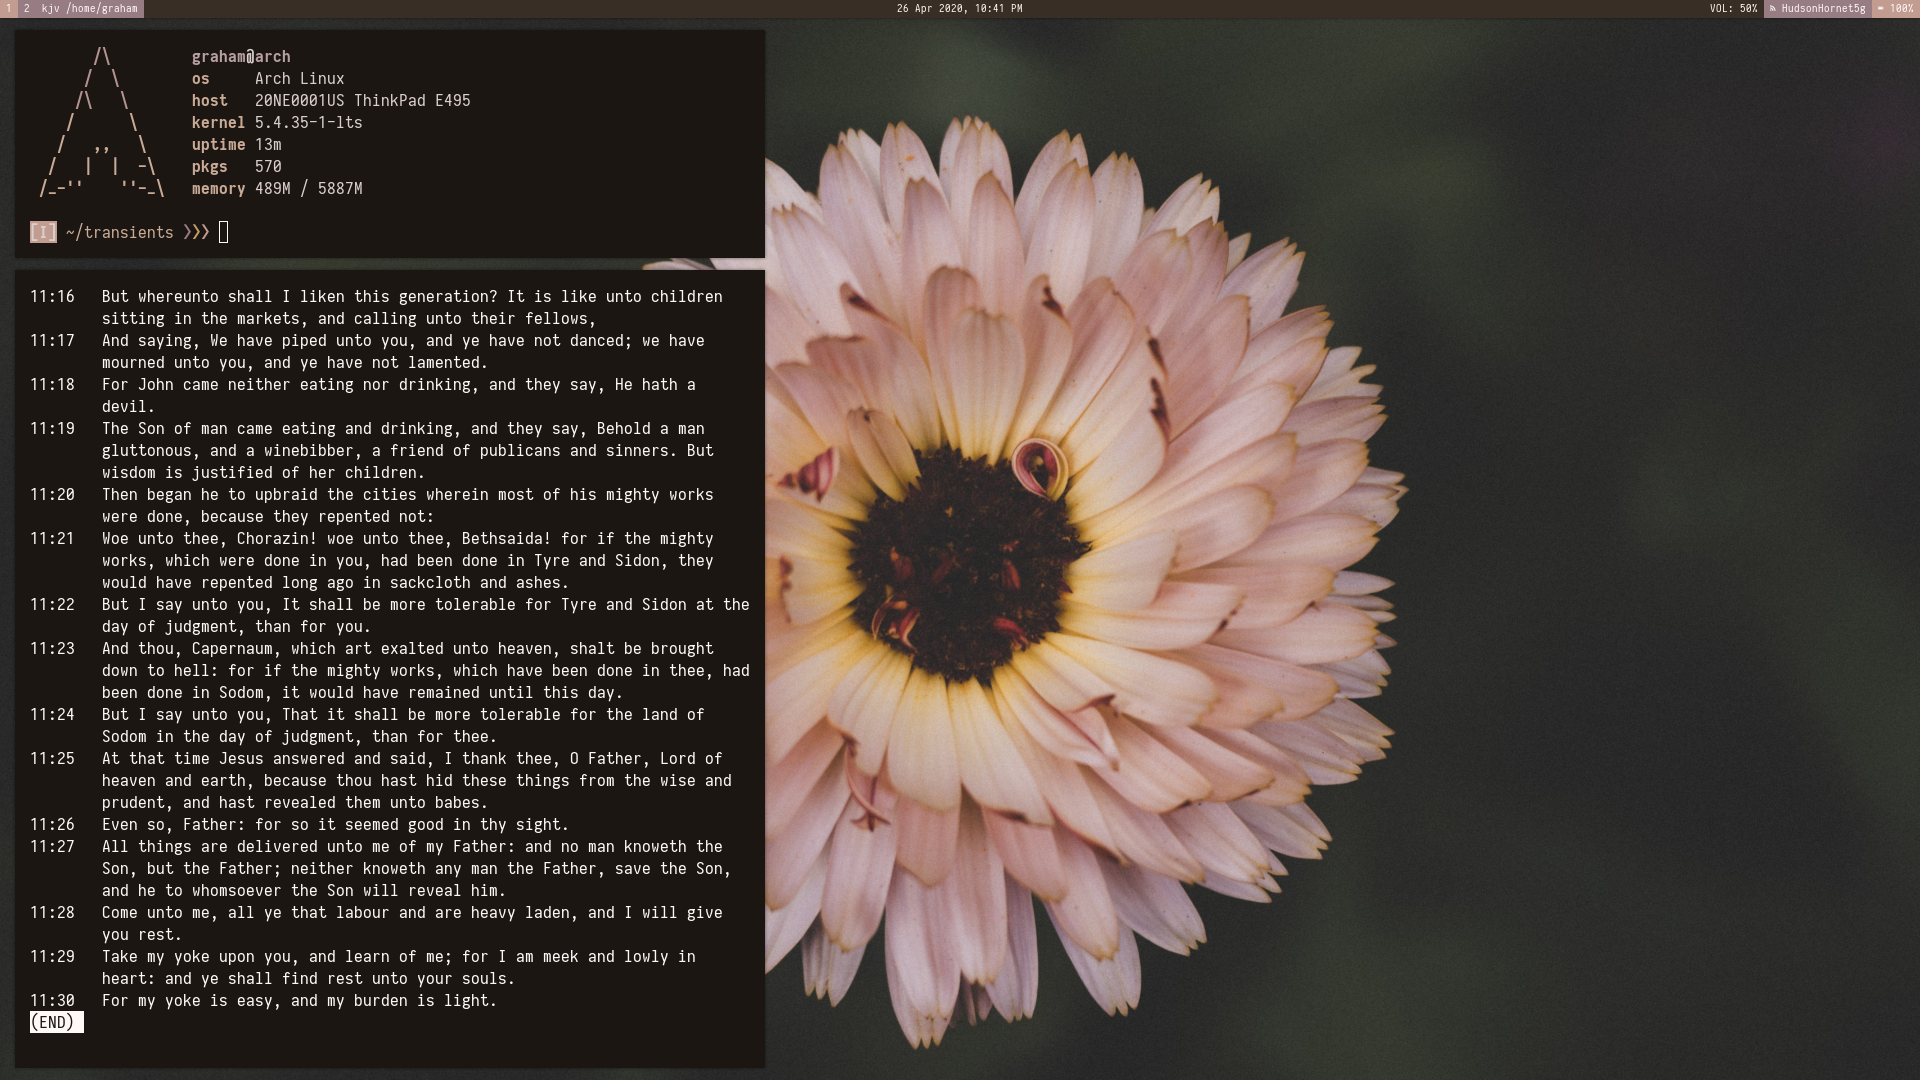 1 2 kjv /home/graham
26 Apr 2020, 10:41 PM
VOL: 50% HudsonHornet5g 100%
graham@arch
os Arch Linux
host 20NE0001US ThinkPad E495
kernel 5.4.35-1-lts
uptime 13m
pkgs 570
memory 489M / 5887M
[I] ~/transients ❯❯❯
11:16 But whereunto shall I liken this generation? It is like unto children
sitting in the markets, and calling unto their fellows,
11:17 And saying, We have piped unto you, and ye have not danced; we have
mourned unto you, and ye have not lamented.
11:18 For John came neither eating nor drinking, and they say, He hath a
devil.
11:19 The Son of man came eating and drinking, and they say, Behold a man
gluttonous, and a winebibber, a friend of publicans and sinners. But
wisdom is justified of her children.
11:20 Then began he to upbraid the cities wherein most of his mighty works
were done, because they repented not:
11:21 Woe unto thee, Chorazin! woe unto thee, Bethsaida! for if the mighty
works, which were done in you, had been done in Tyre and Sidon, they
would have repented long ago in sackcloth and ashes.
11:22 But I say unto you, It shall be more tolerable for Tyre and Sidon at the
day of judgment, than for you.
11:23 And thou, Capernaum, which art exalted unto heaven, shalt be brought
down to hell: for if the mighty works, which have been done in thee, had
been done in Sodom, it would have remained until this day.
11:24 But I say unto you, That it shall be more tolerable for the land of
Sodom in the day of judgment, than for thee.
11:25 At that time Jesus answered and said, I thank thee, O Father, Lord of
heaven and earth, because thou hast hid these things from the wise and
prudent, and hast revealed them unto babes.
11:26 Even so, Father: for so it seemed good in thy sight.
11:27 All things are delivered unto me of my Father: and no man knoweth the
Son, but the Father; neither knoweth any man the Father, save the Son,
and he to whomsoever the Son will reveal him.
11:28 Come unto me, all ye that labour and are heavy laden, and I will give
you rest.
11:29 Take my yoke upon you, and learn of me; for I am meek and lowly in
heart: and ye shall find rest unto your souls.
11:30 For my yoke is easy, and my burden is light.
(END)